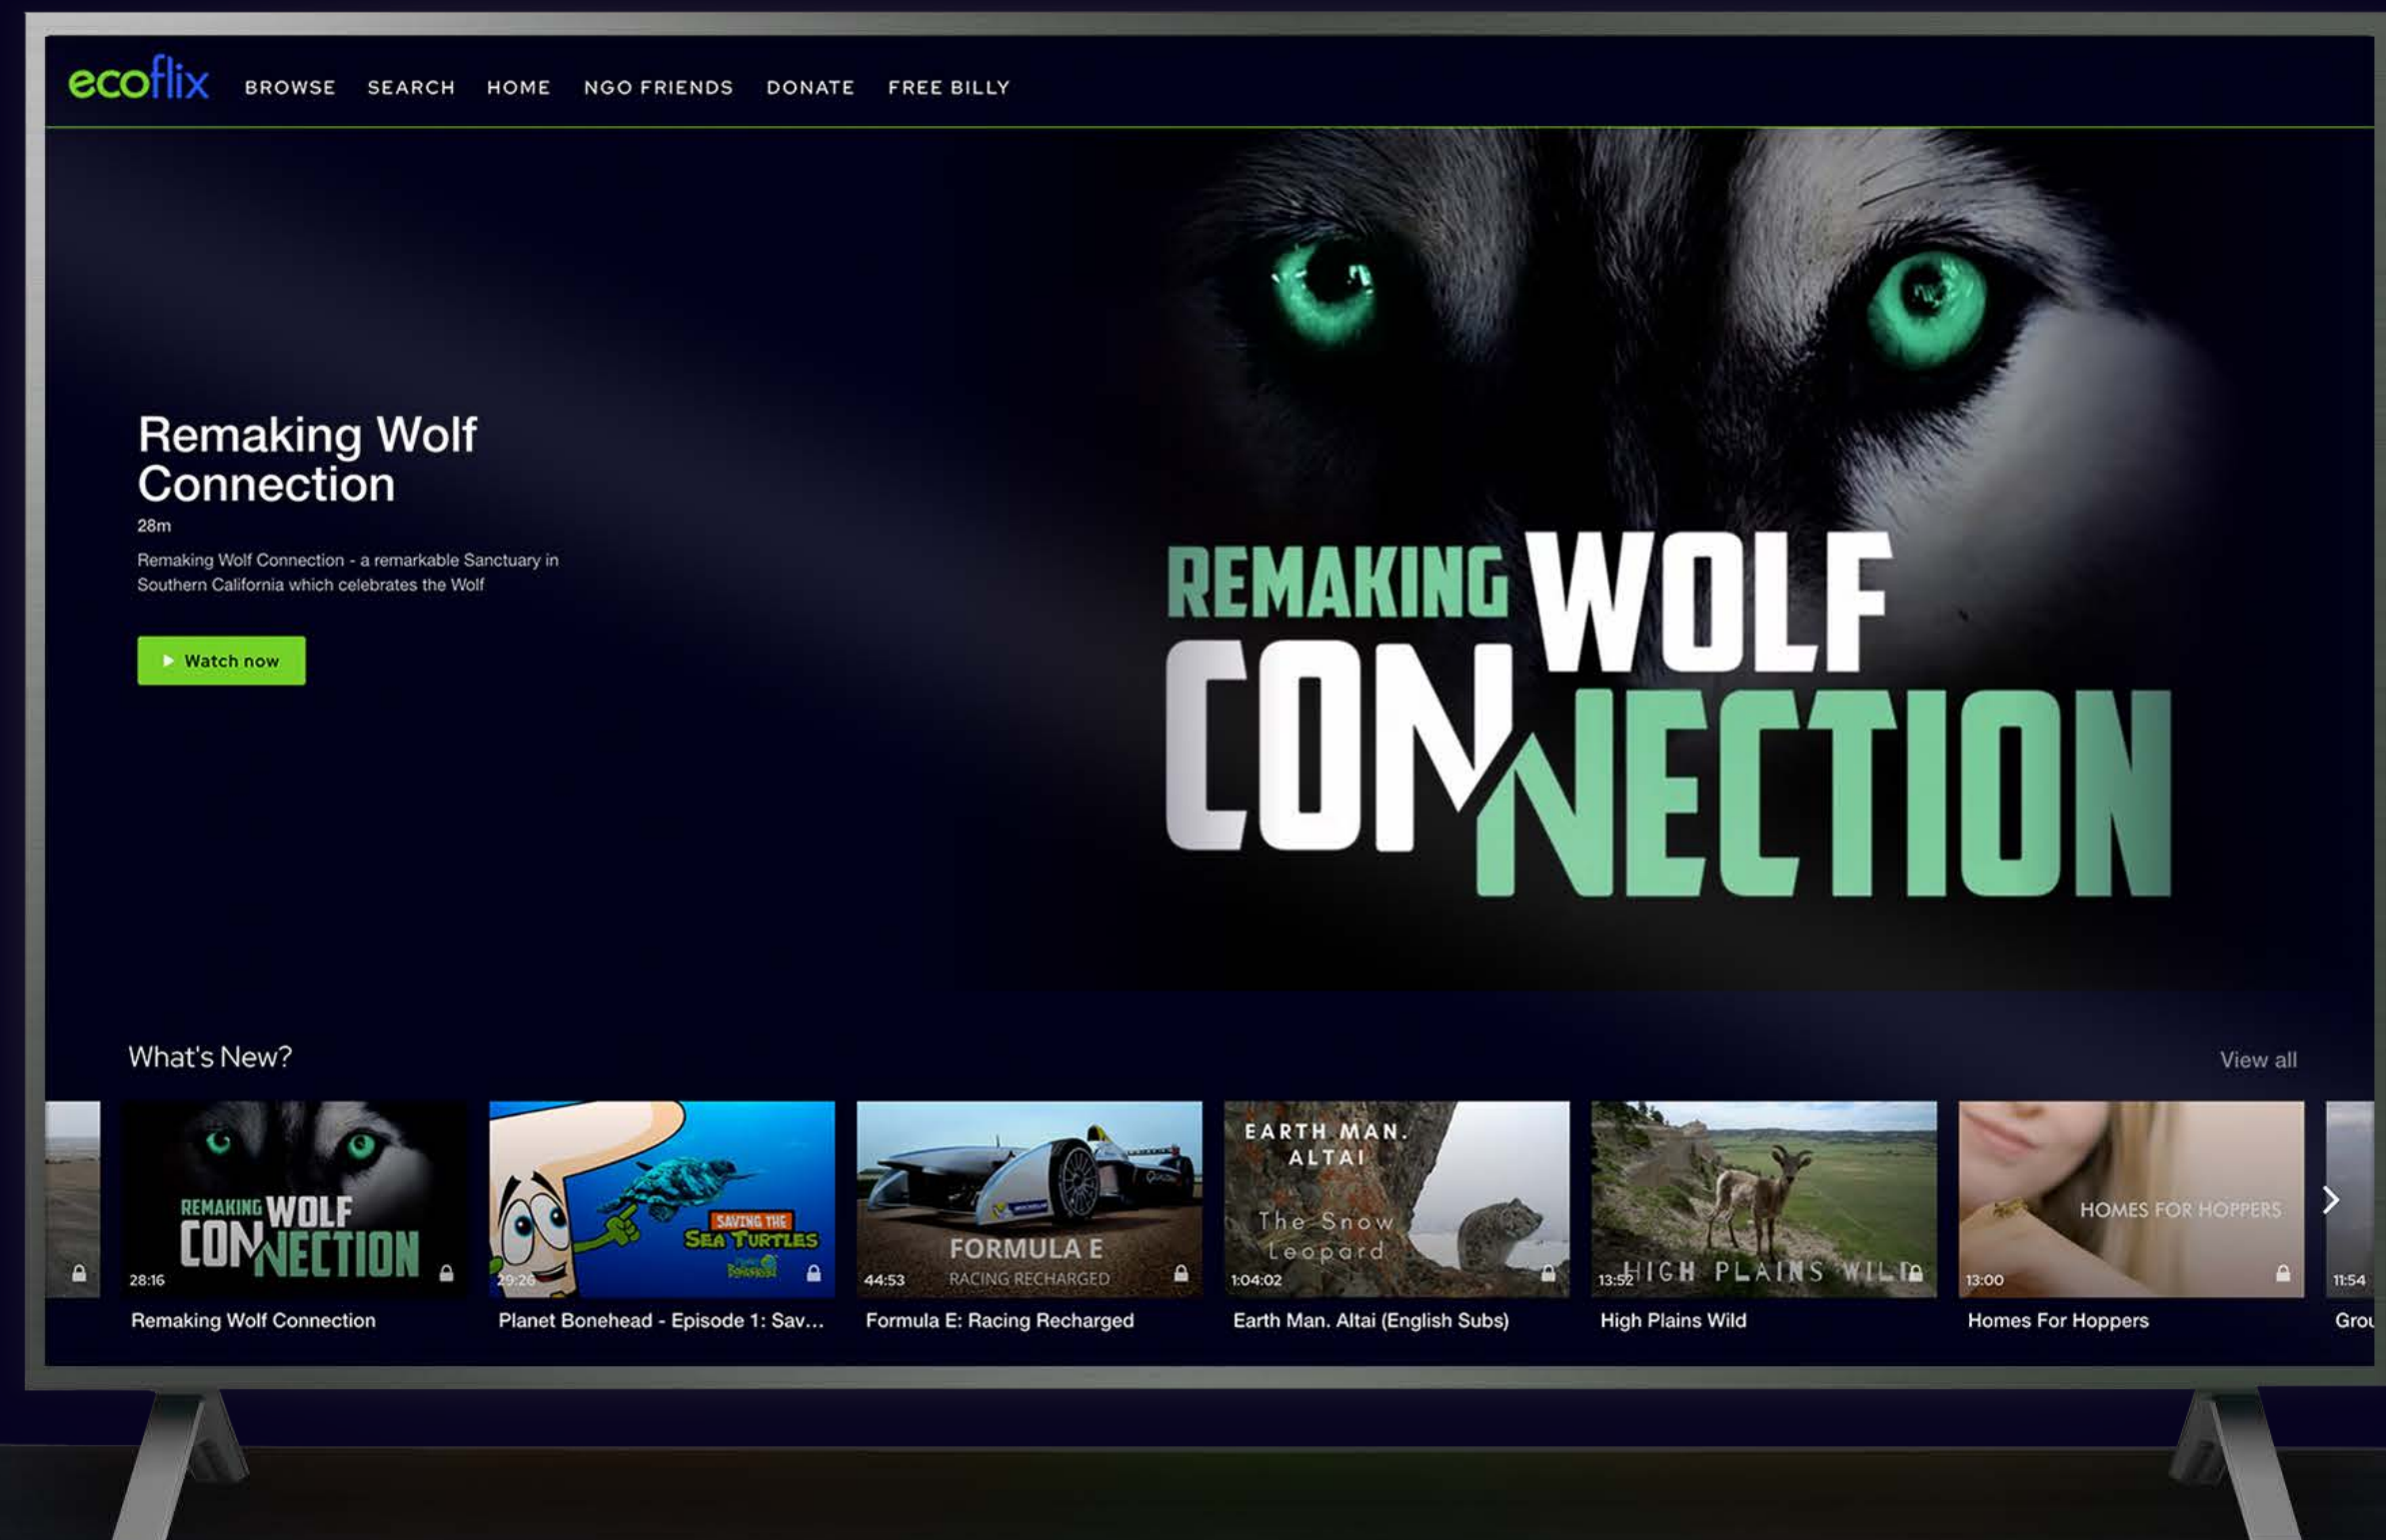 ecoflix
BROWSE
SEARCH
HOME
NGO FRIENDS
DONATE
FREE BILLY
Remaking Wolf
Connection
28m
Remaking Wolf Connection - a remarkable Sanctuary in
Southern California which celebrates the Wolf
Watch now
REMAKING WOLF
CONNECTION
What's New?
View all
REMAKING WOLF
CONNECTION
28:16
Remaking Wolf Connection
SAVING THE
SEA TURTLES
29:26
Planet Bonehead - Episode 1: Sav...
FORMULA E
RACING RECHARGED
44:53
Formula E: Racing Recharged
EARTH MAN.
ALTAI
The Snow
Leopard
1:04:02
Earth Man. Altai (English Subs)
HIGH PLAINS WILD
13:52
High Plains Wild
HOMES FOR HOPPERS
13:00
Homes For Hoppers
11:54